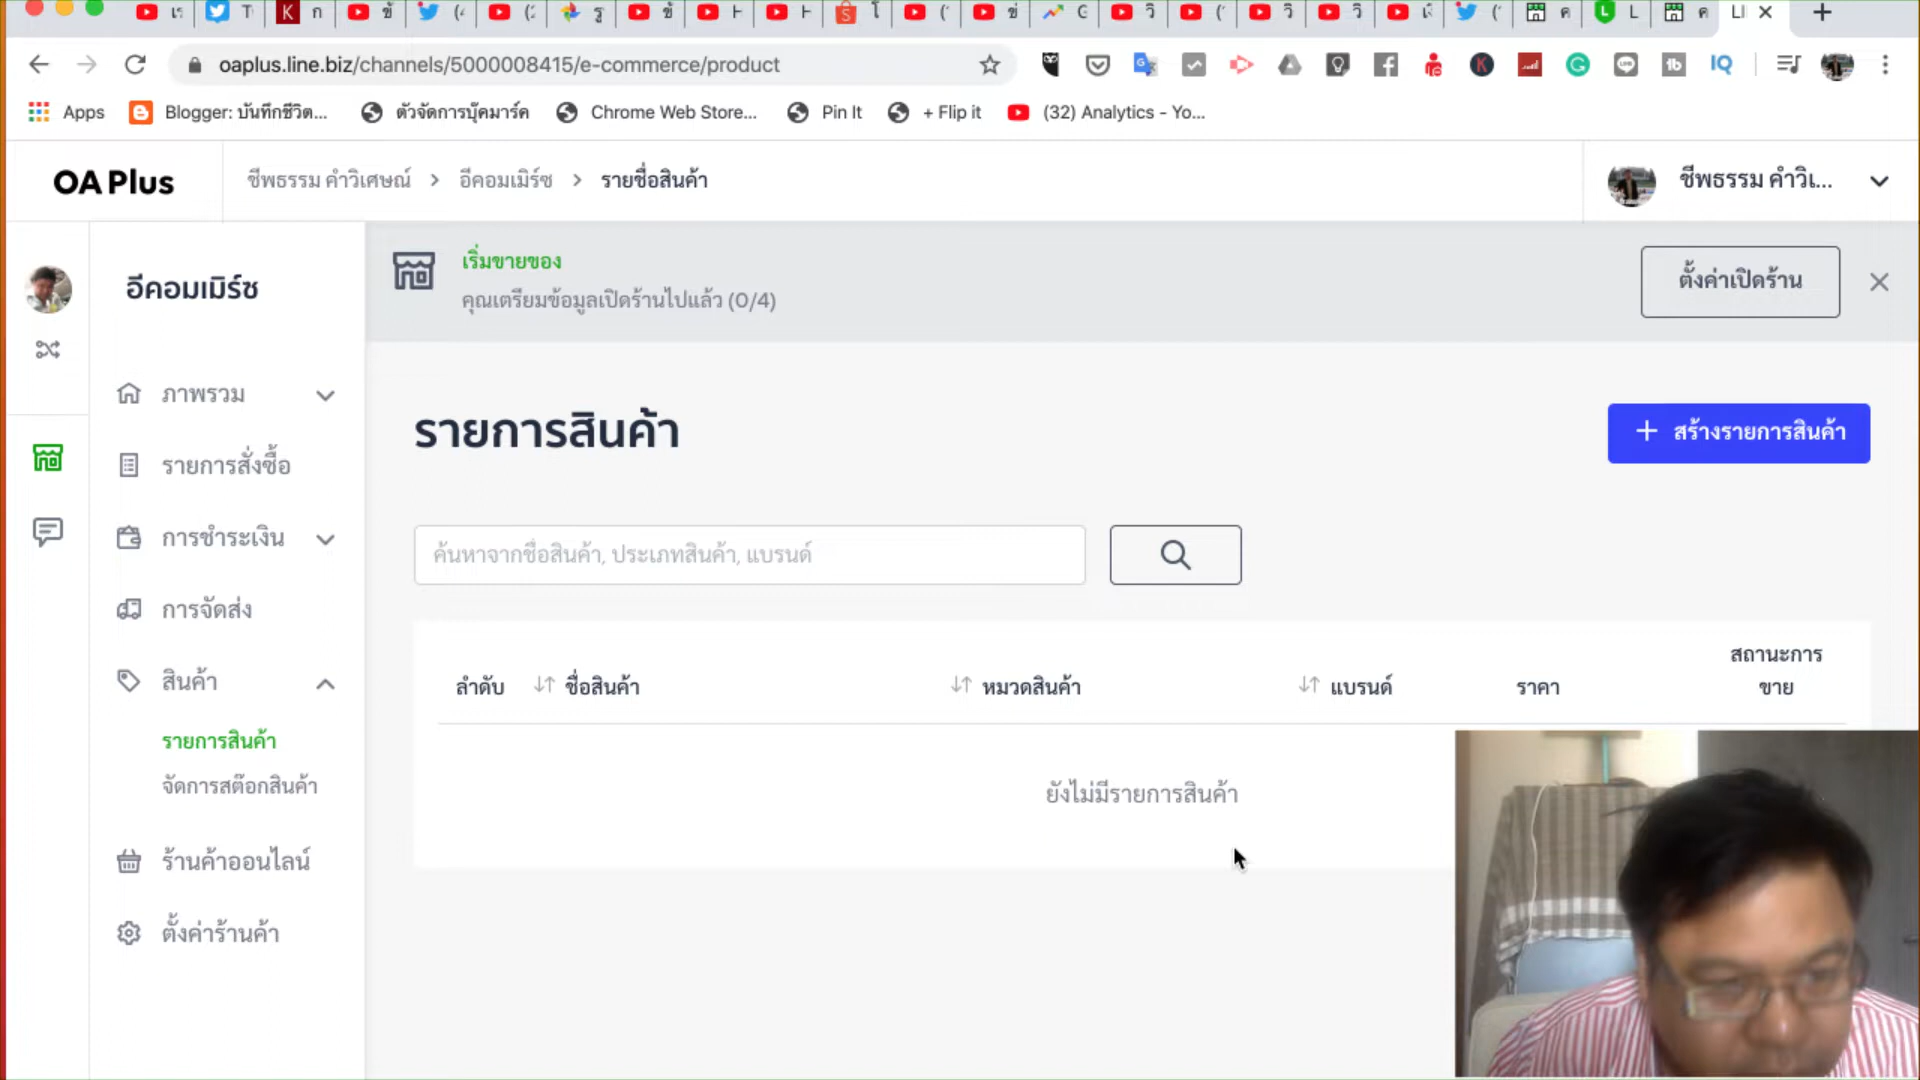 oaplus.line.biz/channels/5000008415/e-commerce/product
Apps
Blogger: บันทึกชีวิต...
ตัวจัดการบุ๊คมาร์ค
Chrome Web Store...
Pin It
+ Flip it
(32) Analytics - Yo...
OA Plus
ชีพธรรม คำวิเศษณ์ > อีคอมเมิร์ซ > รายชื่อสินค้า
ชีพธรรม คำวิเ...
อีคอมเมิร์ซ
เริ่มขายของ
คุณเตรียมข้อมูลเปิดร้านไปแล้ว (0/4)
ตั้งค่าเปิดร้าน
ภาพรวม
รายการสั่งซื้อ
การชำระเงิน
การจัดส่ง
สินค้า
รายการสินค้า
จัดการสต๊อกสินค้า
ร้านค้าออนไลน์
ตั้งค่าร้านค้า
รายการสินค้า
+ สร้างรายการสินค้า
ค้นหาจากชื่อสินค้า, ประเภทสินค้า, แบรนด์
ลำดับ ชื่อสินค้า หมวดสินค้า แบรนด์ ราคา สถานะการ
ขาย
ยังไม่มีรายการสินค้า